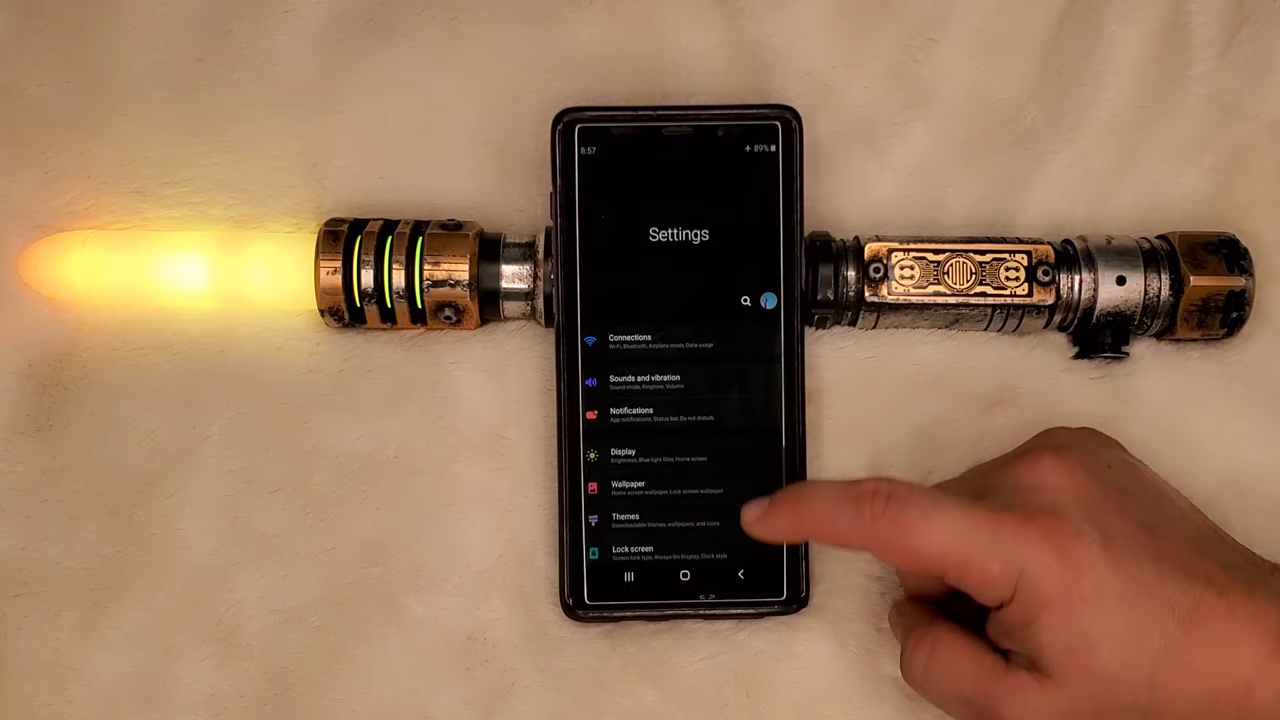 8:57
89%
Settings
Connections
Wi-Fi, Bluetooth, Airplane mode, Data usage
Sounds and vibration
Sound mode, Ringtone, Volume
Notifications
App notifications, Status bar, Do not disturb
Display
Brightness, Blue light filter, Home screen
Wallpaper
Home screen wallpaper, Lock screen wallpaper
Themes
Downloadable themes, wallpapers, and icons
Lock screen
Screen lock type, Always On Display, Clock style